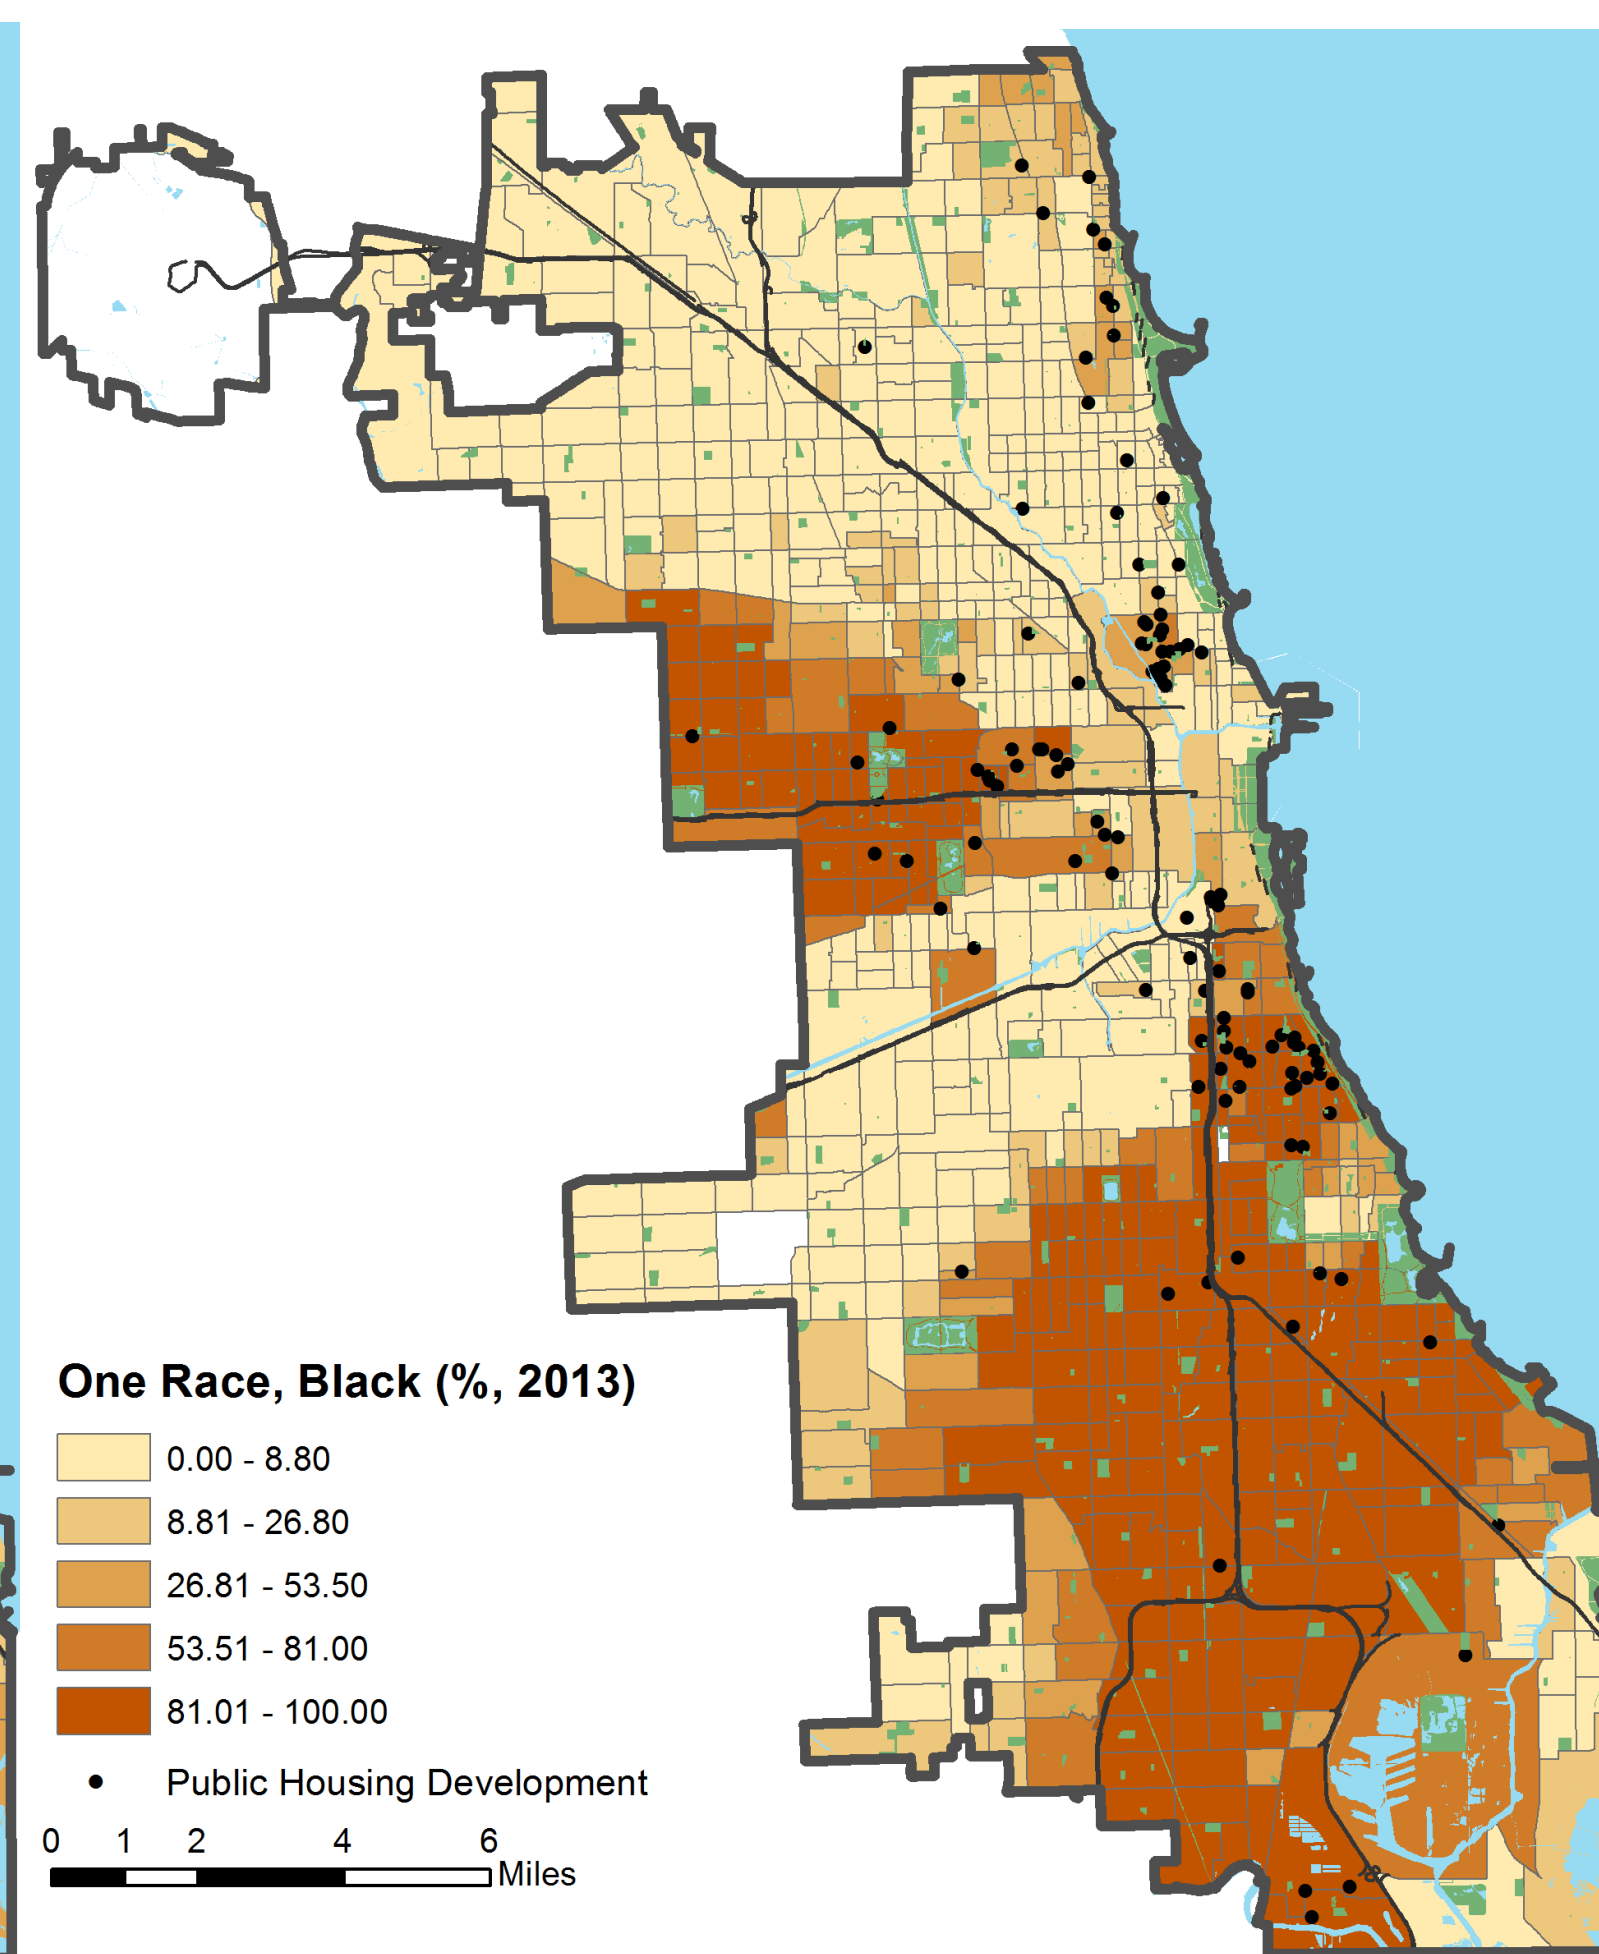 One Race, Black (%, 2013)
0.00 - 8.80
8.81 - 26.80
26.81 - 53.50
53.51 - 81.00
81.01 - 100.00
Public Housing Development
0 1 2 4 6
Miles